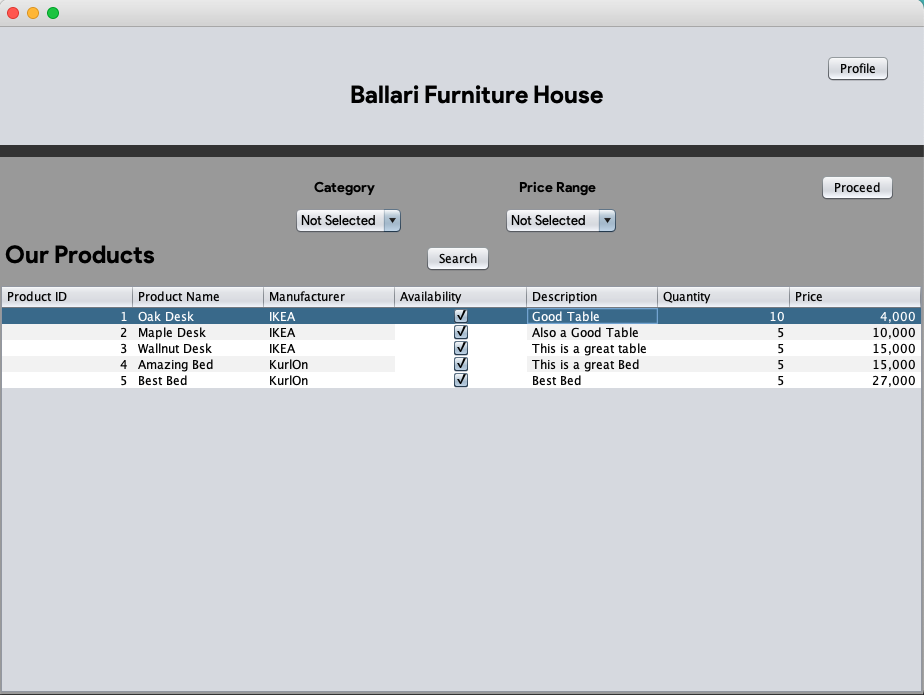 Profile
Ballari Furniture House
Category Price Range Proceed
Not Selected Not Selected
Our Products
Search
Product ID Product Name Manufacturer Availability Description Quantity Price
1 Oak Desk IKEA Good Table 10 4,000
2 Maple Desk IKEA Also a Good Table 5 10,000
3 Wallnut Desk IKEA This is a great table 5 15,000
4 Amazing Bed KurlOn This is a great Bed 5 15,000
5 Best Bed KurlOn Best Bed 5 27,000